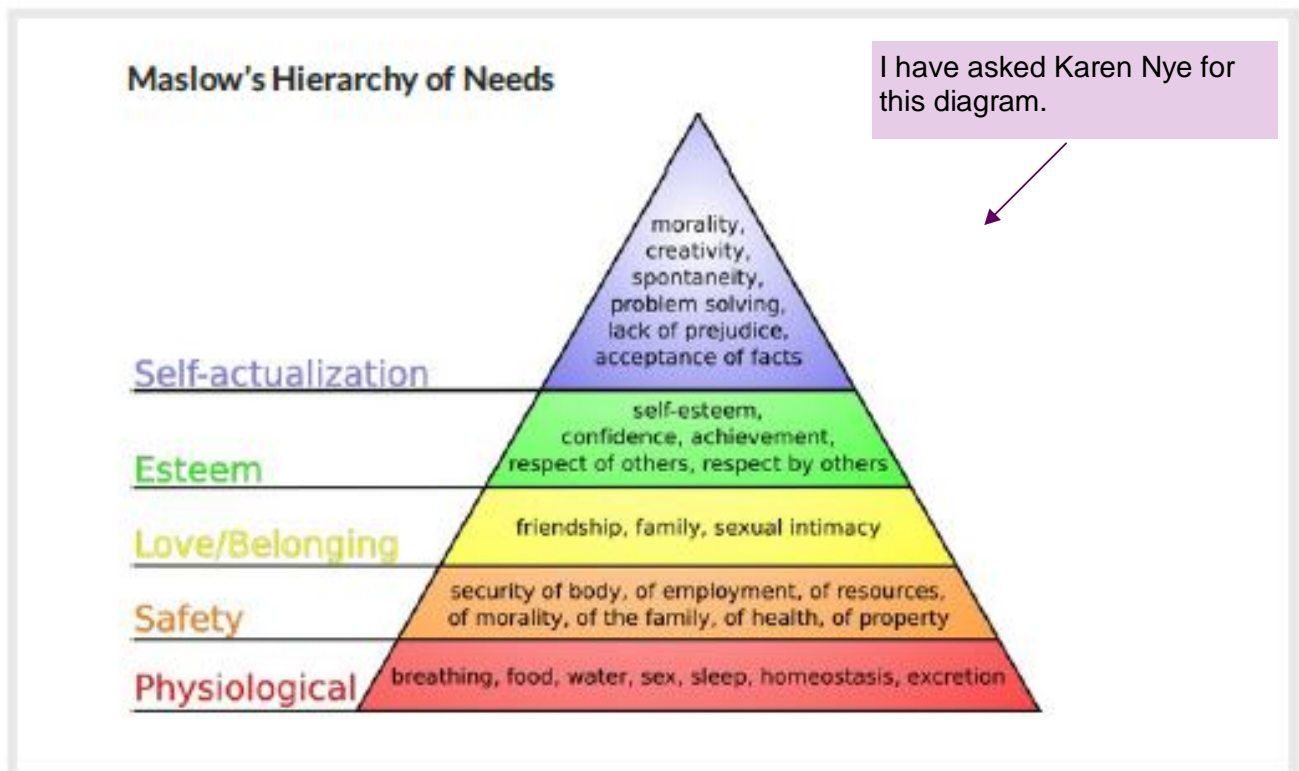 Maslow's Hierarchy of Needs
I have asked Karen Nye for
this diagram.
morality,
creativity,
spontaneity,
problem solving,
lack of prejudice,
acceptance of facts
Self-actualization
self-esteem,
confidence, achievement,
respect of others, respect by others
Esteem
friendship, family, sexual intimacy
Love/Belonging
security of body, of employment, of resources,
of morality, of the family, of health, of property
Safety
breathing, food, water, sex, sleep, homeostasis, excretion
Physiological